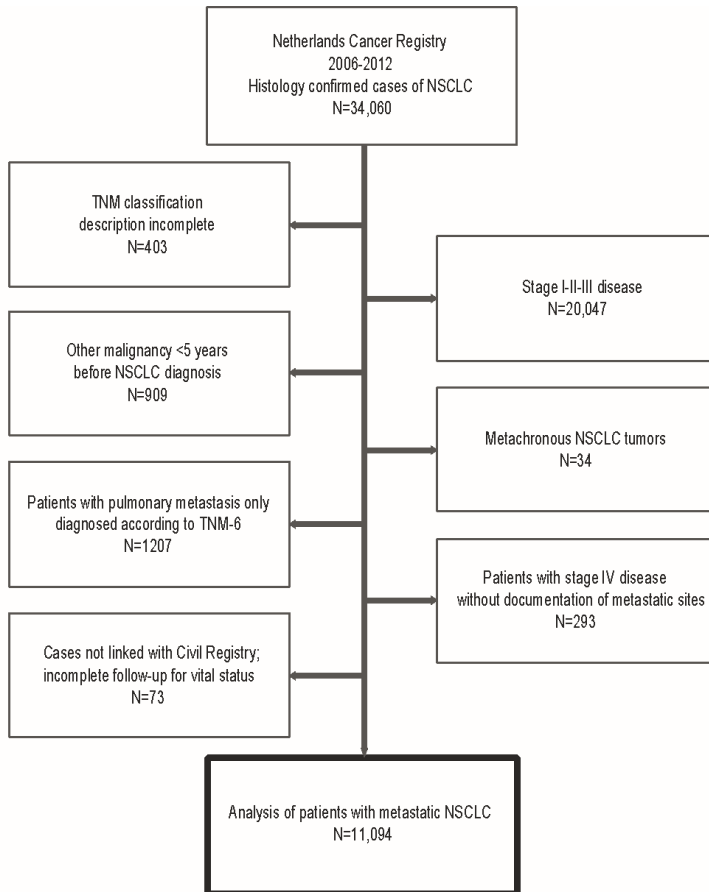 Netherlands Cancer Registry
2006-2012
Histology confirmed cases of NSCLC
N=34,060
TNM classification
description incomplete
N=403
Stage I-II-III disease
N=20,047
Other malignancy <5 years
before NSCLC diagnosis
N=909
Metachronous NSCLC tumors
N=34
Patients with pulmonary metastasis only
diagnosed according to TNM-6
N=1207
Patients with stage IV disease
without documentation of metastatic sites
N=293
Cases not linked with Civil Registry;
incomplete follow-up for vital status
N=73
Analysis of patients with metastatic NSCLC
N=11,094